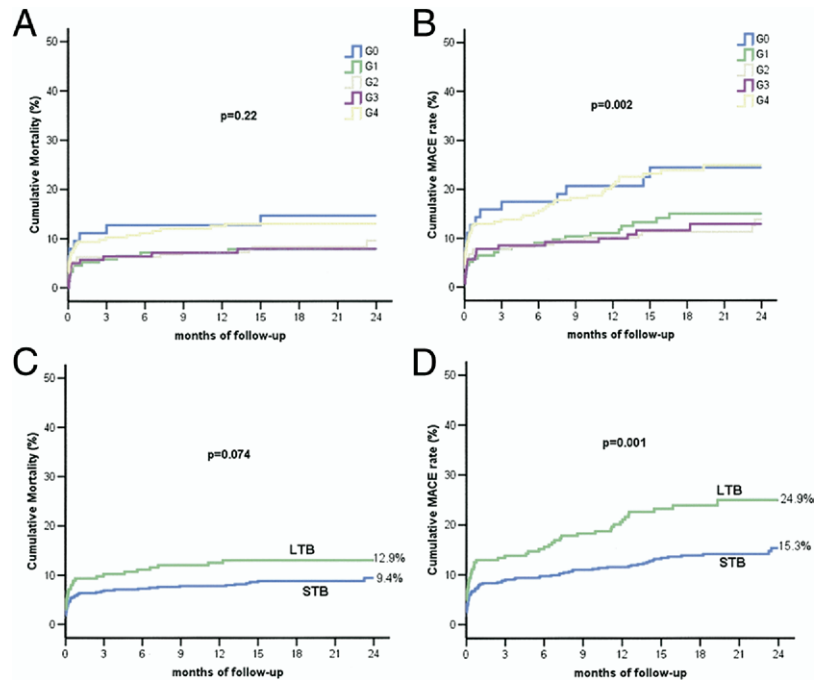 A
B
50
40
30
20
10
0
Cumulative Mortality (%)
p=0.22
G0
G1
G2
G3
G4
0 3 6 9 12 15 18 21 24
months of follow-up
50
40
30
20
10
0
Cumulative MACE rate (%)
p=0.002
G0
G1
G2
G3
G4
0 3 6 9 12 15 18 21 24
months of follow-up
C
D
50
40
30
20
10
0
Cumulative Mortality (%)
p=0.074
LTB
12.9%
9.4%
STB
0 3 6 9 12 15 18 21 24
months of follow-up
50
40
30
20
10
0
Cumulative MACE rate (%)
p=0.001
LTB
24.9%
15.3%
STB
0 3 6 9 12 15 18 21 24
months of follow-up